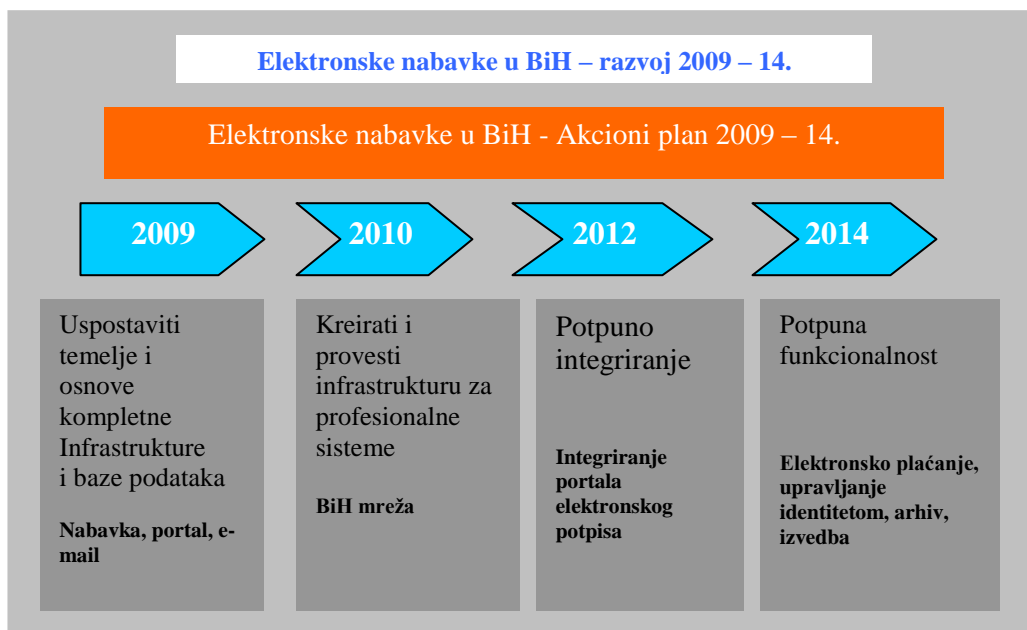 Elektronske nabavke u BiH – razvoj 2009 – 14.
Elektronske nabavke u BiH - Akcioni plan 2009 – 14.
2009
2010
2012
2014
Uspostaviti
temelje i
osnove
kompletne
Infrastrukture
i baze podataka
Nabavka, portal, e-
mail
Kreirati i
provesti
infrastrukturu za
profesionalne
sisteme
BiH mreža
Potpuno
integriranje
Integriranje
portala
elektronskog
potpisa
Potpuna
funkcionalnost
Elektronsko plaćanje,
upravljanje
identitetom, arhiv,
izvedba